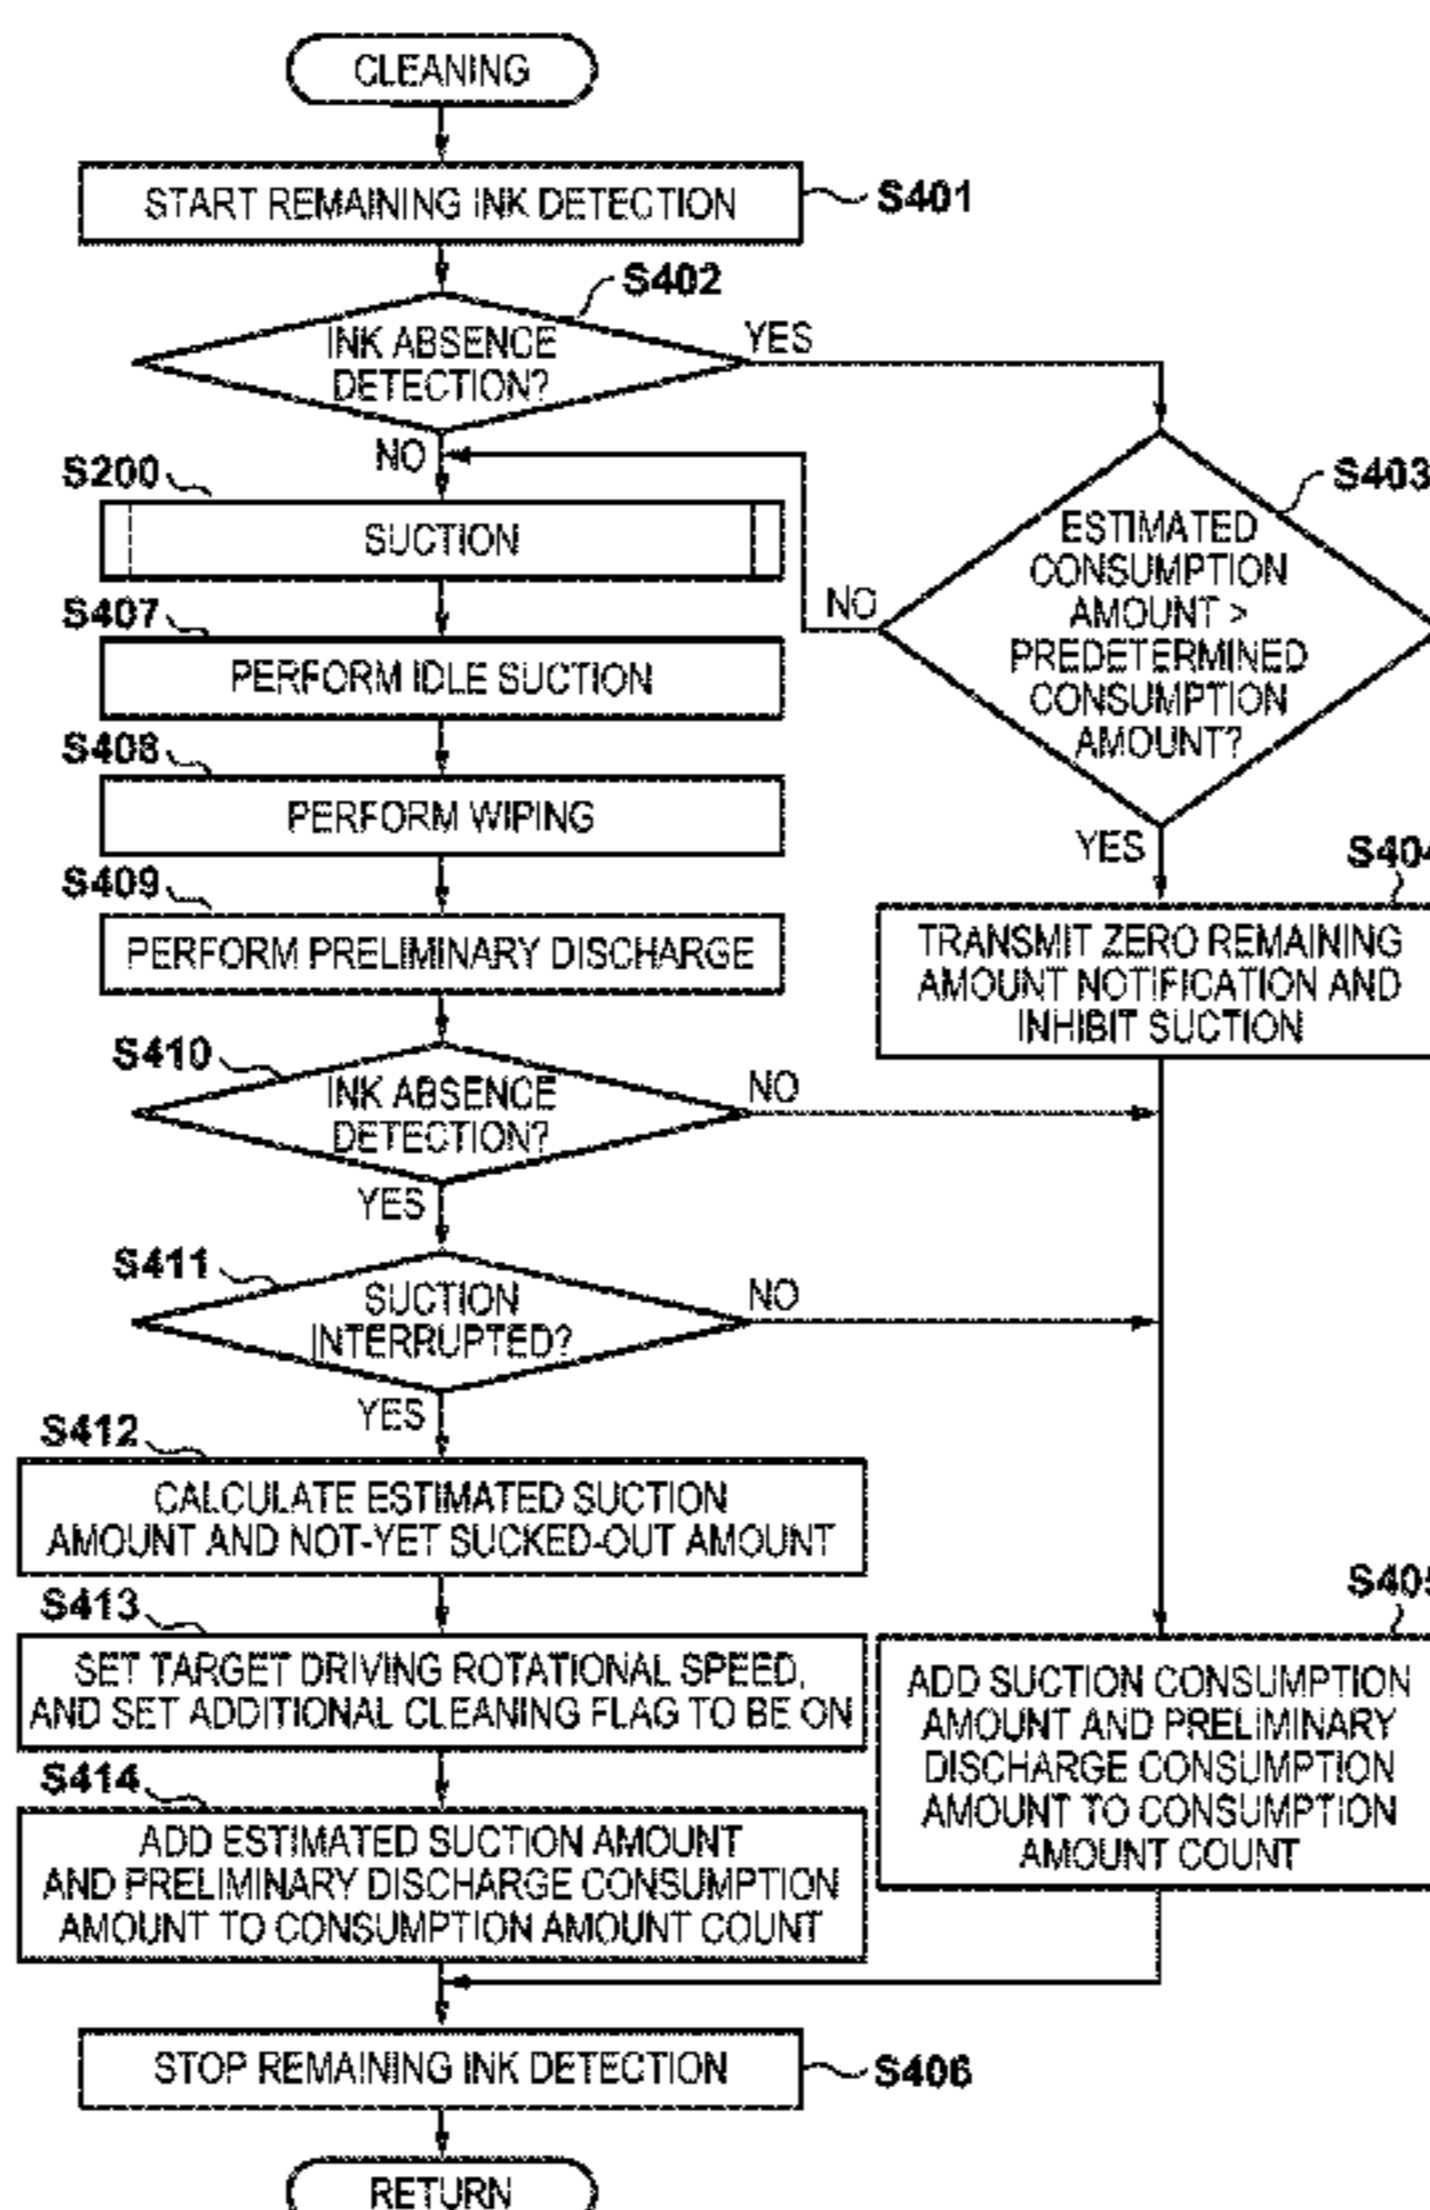 CLEANING
START REMAINING INK DETECTION
S401
S402
INK ABSENCE
DETECTION?
YES
NO
S403
ESTIMATED
CONSUMPTION
AMOUNT >
PREDETERMINED
CONSUMPTION
AMOUNT?
NO
YES
S200
SUCTION
S407
PERFORM IDLE SUCTION
S408
PERFORM WIPING
S409
PERFORM PRELIMINARY DISCHARGE
S404
TRANSMIT ZERO REMAINING
AMOUNT NOTIFICATION AND
INHIBIT SUCTION
S410
INK ABSENCE
DETECTION?
NO
YES
S411
SUCTION
INTERRUPTED?
NO
YES
S412
CALCULATE ESTIMATED SUCTION
AMOUNT AND NOT-YET SUCKED-OUT AMOUNT
S413
SET TARGET DRIVING ROTATIONAL SPEED,
AND SET ADDITIONAL CLEANING FLAG TO BE ON
S405
ADD SUCTION CONSUMPTION
AMOUNT AND PRELIMINARY
DISCHARGE CONSUMPTION
AMOUNT TO CONSUMPTION
AMOUNT COUNT
S414
ADD ESTIMATED SUCTION AMOUNT
AND PRELIMINARY DISCHARGE CONSUMPTION
AMOUNT TO CONSUMPTION AMOUNT COUNT
STOP REMAINING INK DETECTION
S406
RETURN